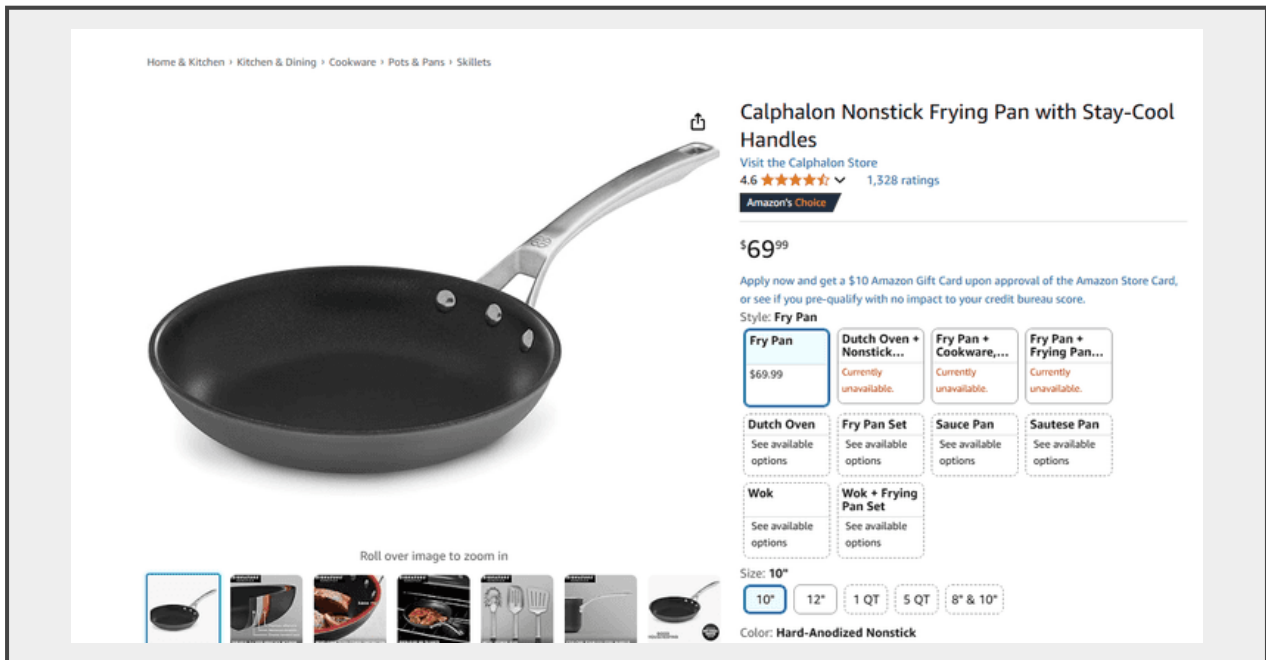 Home & Kitchen › Kitchen & Dining › Cookware › Pots & Pans › Skillets
Calphalon Nonstick Frying Pan with Stay-Cool
Handles
Visit the Calphalon Store
4.6 1,328 ratings
Amazon's Choice
$69.99
Apply now and get a $10 Amazon Gift Card upon approval of the Amazon Store Card,
or see if you pre-qualify with no impact to your credit bureau score.
Style: Fry Pan
Fry Pan
$69.99
Dutch Oven +
Nonstick...
Currently
unavailable.
Fry Pan +
Cookware,...
Currently
unavailable.
Fry Pan +
Frying Pan...
Currently
unavailable.
Dutch Oven
See available
options
Fry Pan Set
See available
options
Sauce Pan
See available
options
Sautese Pan
See available
options
Wok
See available
options
Wok + Frying
Pan Set
See available
options
Roll over image to zoom in
Size: 10"
10" 12" 1 QT 5 QT 8" & 10"
Color: Hard-Anodized Nonstick